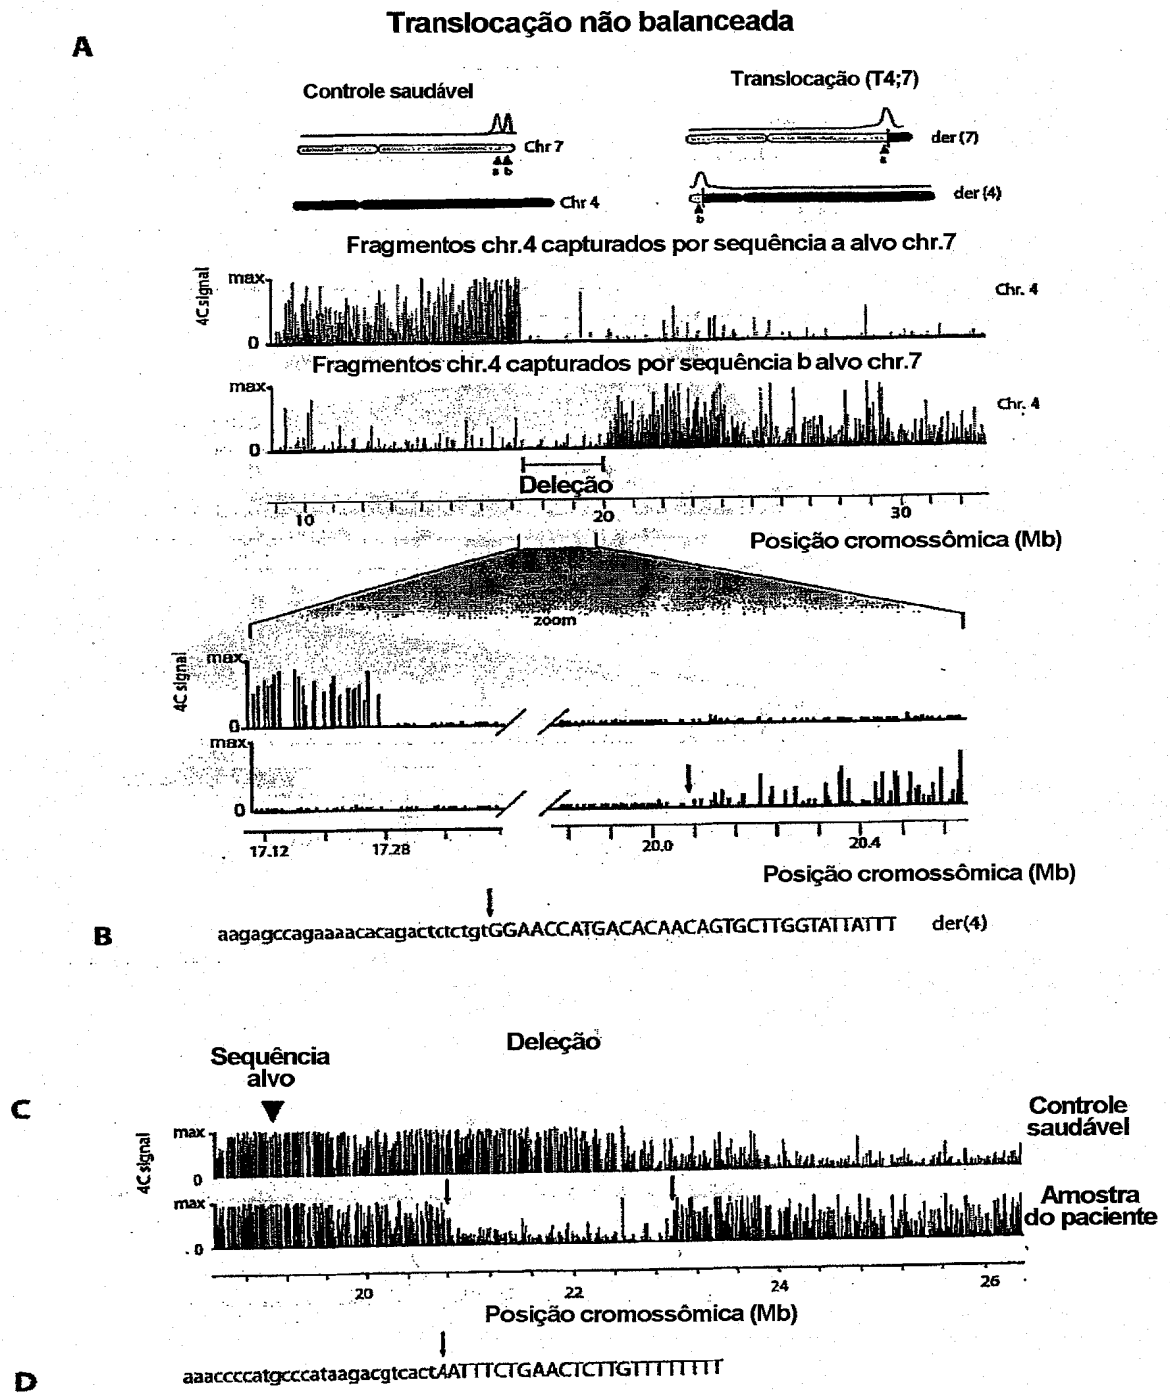 Translocação não balanceada
A
Controle saudável
Translocação (T4;7)
Chr 7
a b
Chr 4
der (7)
a
der (4)
b
Fragmentos chr.4 capturados por sequência a alvo chr.7
4C signal
max
0
Chr. 4
Fragmentos chr.4 capturados por sequência b alvo chr.7
max
0
Chr. 4
Deleção
10 20 30
Posição cromossômica (Mb)
zoom
4C signal
max
0
max
0
17.12 17.28 20.0 20.4
Posição cromossômica (Mb)
B
aagagccagaaaacacagactctctgtGGAACCATGACACAACAGTGCTTGGTATTATTT der(4)
Deleção
Sequência
alvo
C
Controle
saudável
4C signal
max
0
max
0
Amostra
do paciente
20 22 24 26
Posição cromossômica (Mb)
D
aaaccccatgcccataagacgtcactAATTTCTGAACTCTTGTTTTTTTT